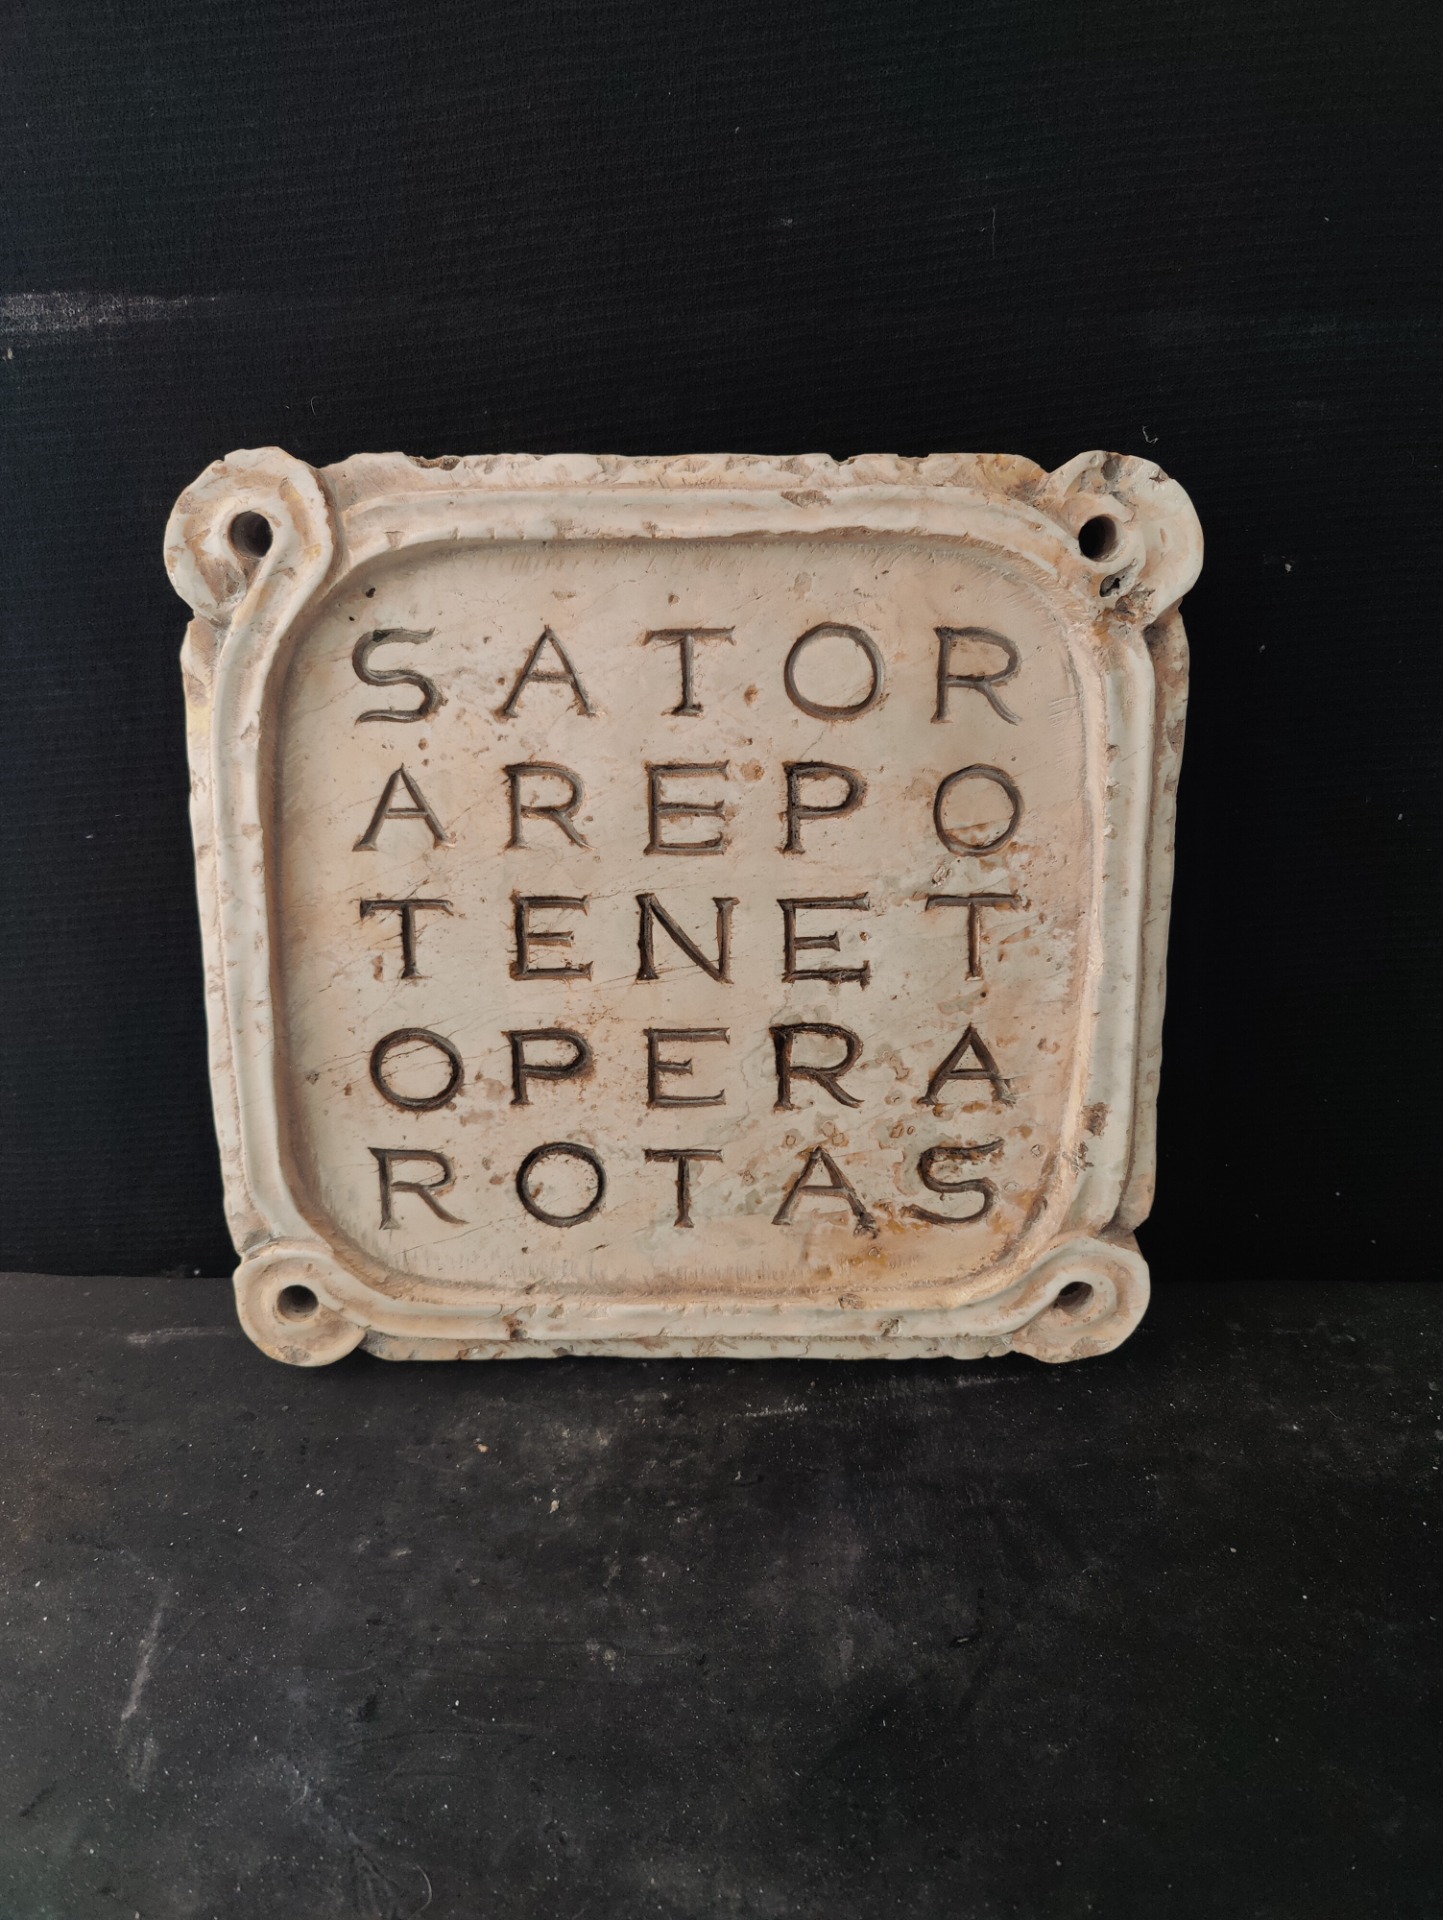 SATOR
AREPO
TENET
OPERA
ROTAS